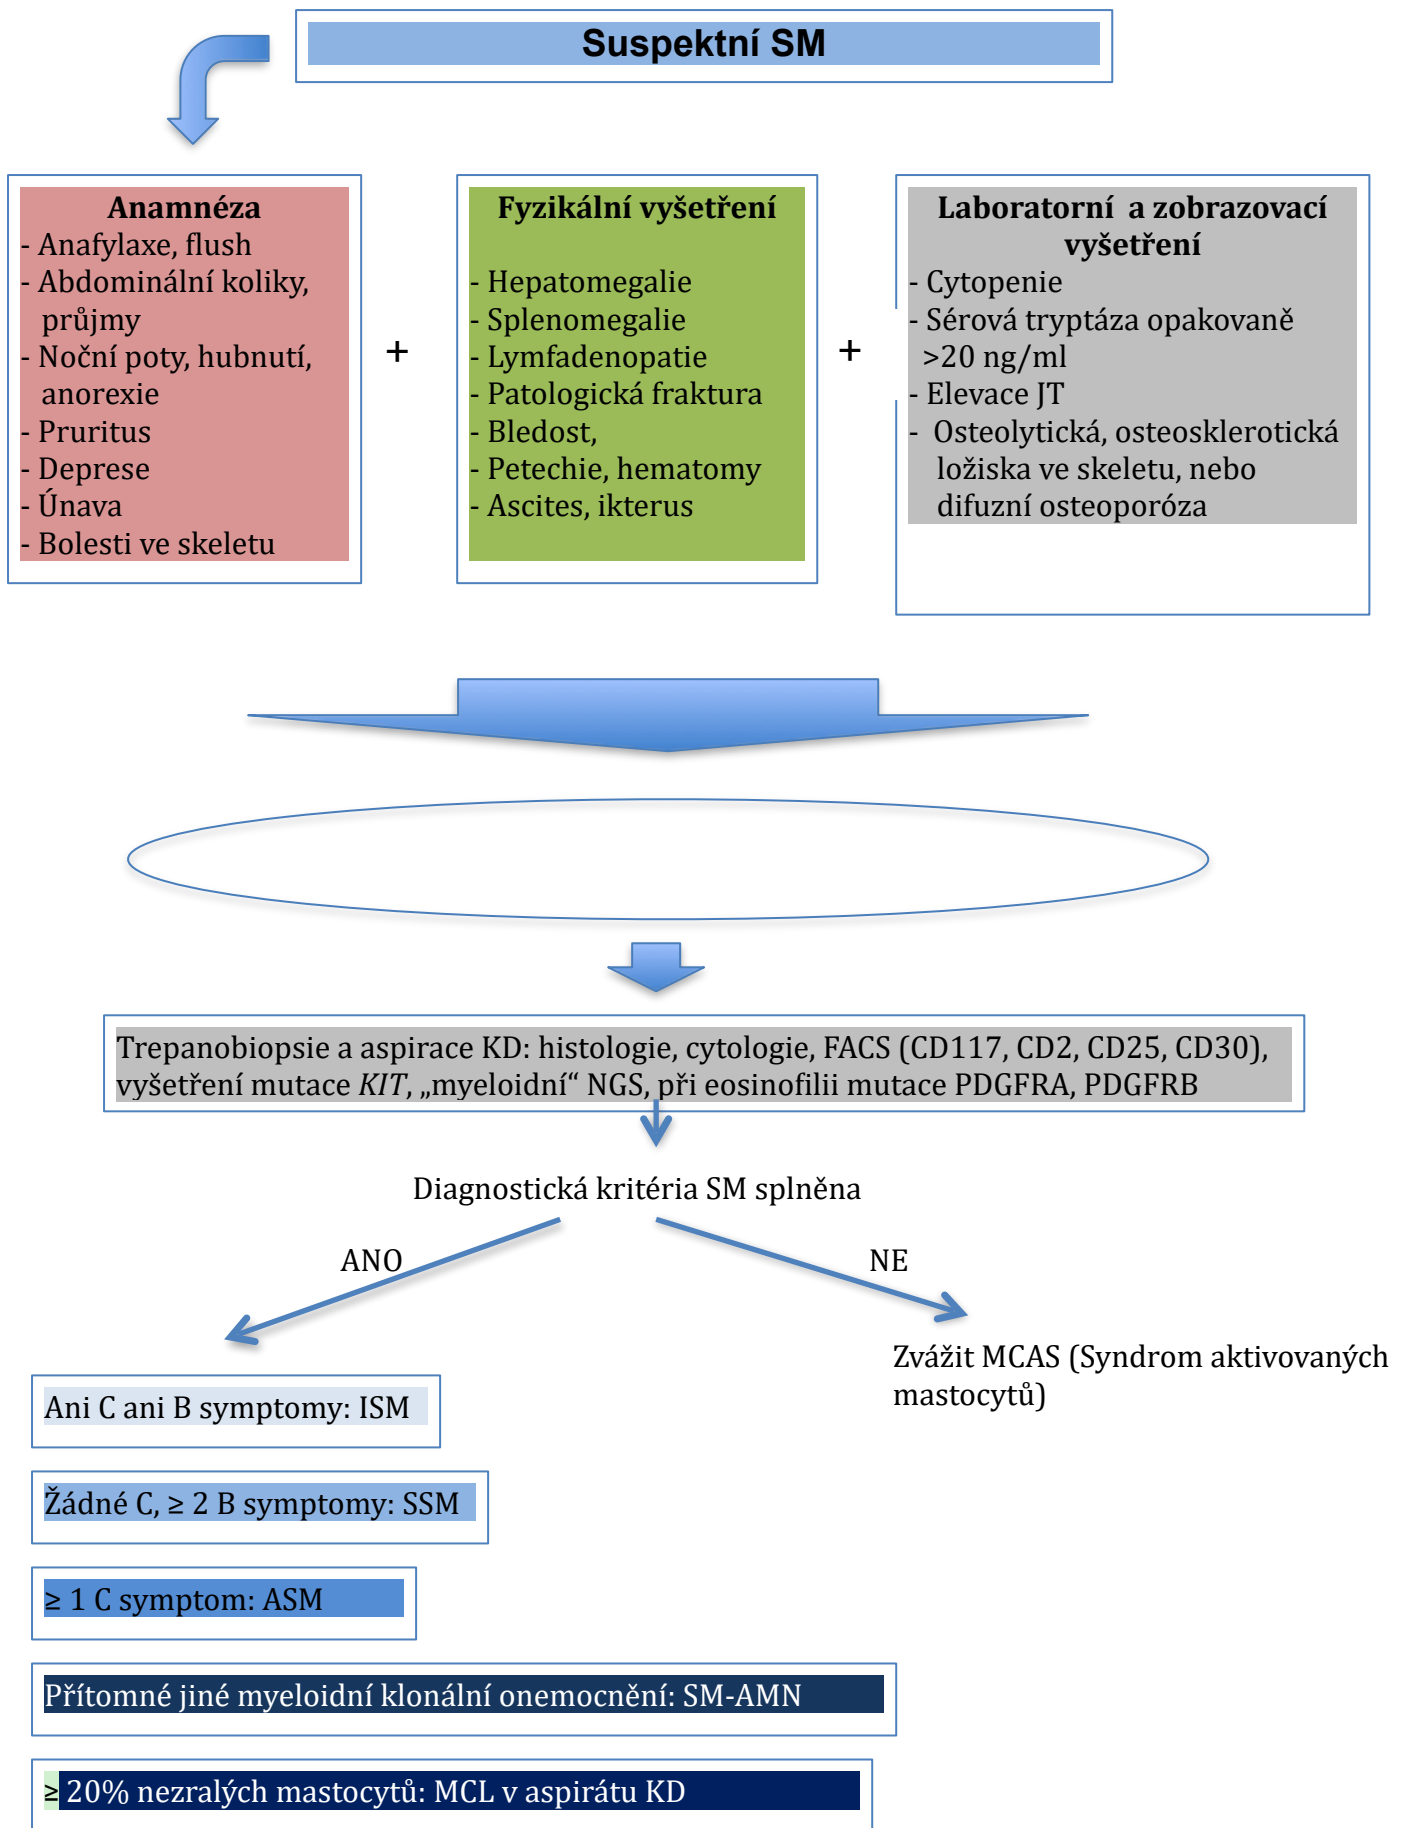 Suspektní SM
Anamnéza
- Anafylaxe, flush
- Abdominální koliky,
průjmy
- Noční poty, hubnutí,
anorexie
- Pruritus
- Deprese
- Únava
- Bolesti ve skeletu
+
Fyzikální vyšetření
- Hepatomegalie
- Splenomegalie
- Lymfadenopatie
- Patologická fraktura
- Bledost,
- Petechie, hematomy
- Ascites, ikterus
+
Laboratorní a zobrazovací
vyšetření
- Cytopenie
- Sérová tryptáza opakovaně
>20 ng/ml
- Elevace JT
- Osteolytická, osteosklerotická
ložiska ve skeletu, nebo
difuzní osteoporóza
Trepanobiopsie a aspirace KD: histologie, cytologie, FACS (CD117, CD2, CD25, CD30),
vyšetření mutace KIT, „myeloidní“ NGS, při eosinofilii mutace PDGFRA, PDGFRB
Diagnostická kritéria SM splněna
ANO
NE
Zvážit MCAS (Syndrom aktivovaných
mastocytů)
Ani C ani B symptomy: ISM
Žádné C, ≥ 2 B symptomy: SSM
≥ 1 C symptom: ASM
Přítomné jiné myeloidní klonální onemocnění: SM-AMN
≥ 20% nezralých mastocytů: MCL v aspirátu KD